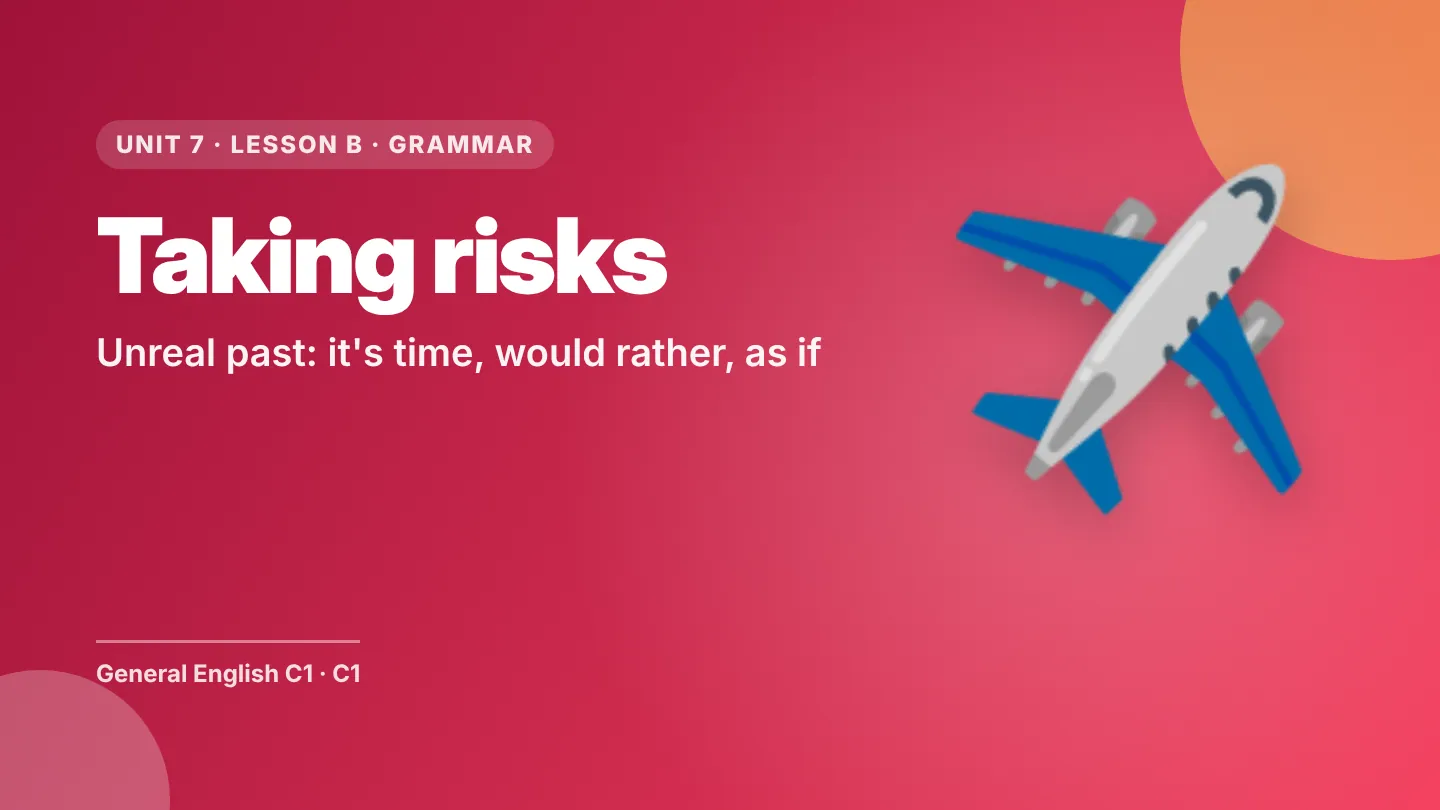 UNIT 7 · LESSON B · GRAMMAR
Taking risks
Unreal past: it's time, would rather, as if
General English C1 · C1